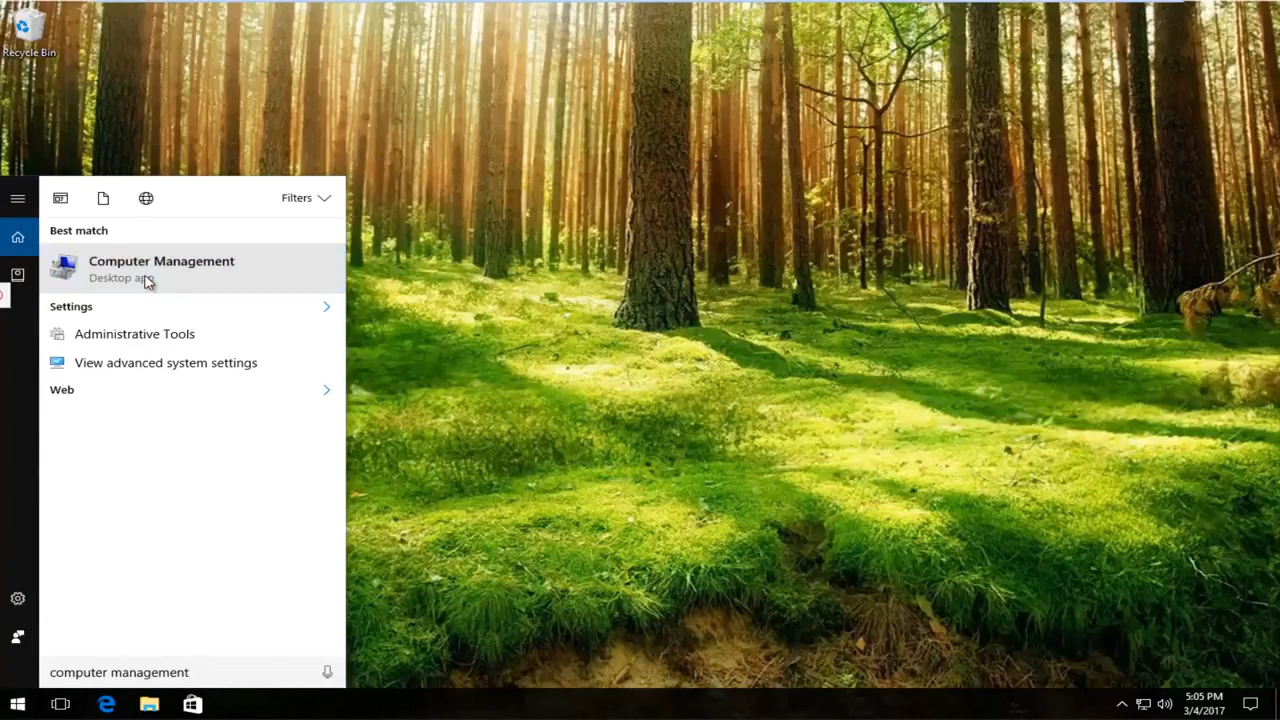 Recycle Bin
Filters
Best match
Computer Management
Desktop app
Settings
Administrative Tools
View advanced system settings
Web
computer management
5:05 PM
3/4/2017